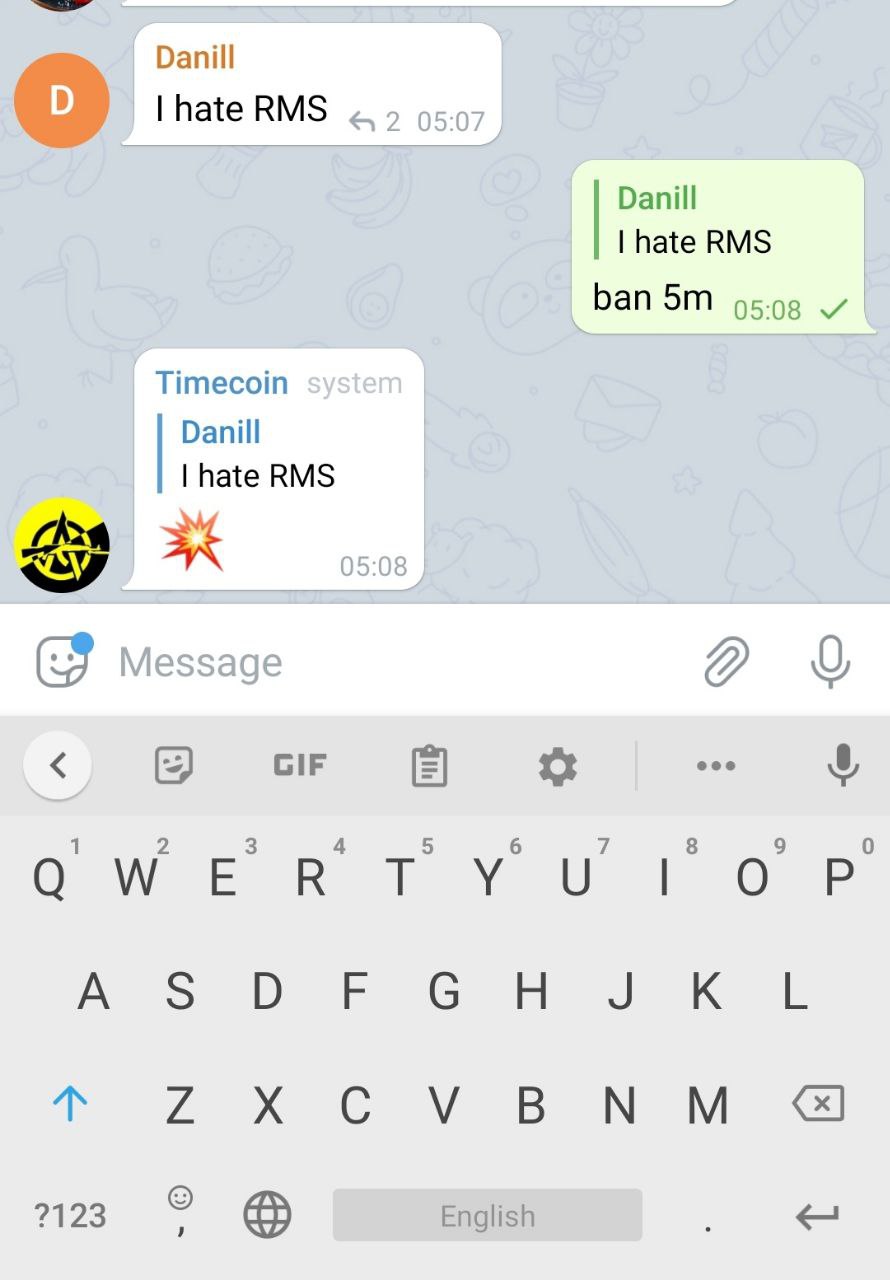 Danill
I hate RMS 2 05:07
Danill
I hate RMS
ban 5m 05:08
Timecoin system
Danill
I hate RMS
05:08
Message
GIF
1 2 3 4 5 6 7 8 9 0
Q W E R T Y U I O P
A S D F G H J K L
Z X C V B N M
?123 , English .